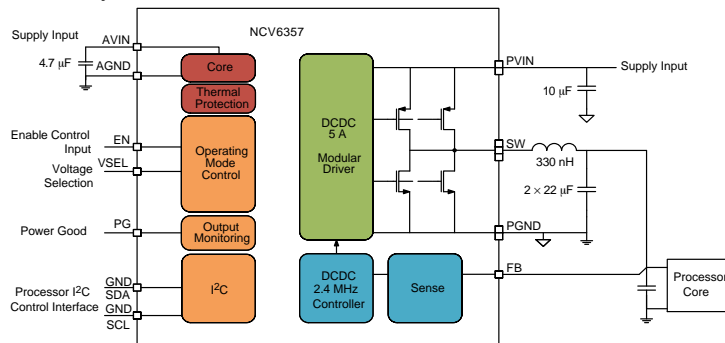 NCV6357
Supply Input
AVIN
4.7 μF
AGND
Core
Thermal
Protection
Enable Control
Input
EN
Voltage
Selection
VSEL
Operating
Mode
Control
Power Good
PG
Output
Monitoring
Processor I²C
Control Interface
GND
SDA
GND
SCL
I²C
DCDC
5 A
Modular
Driver
DCDC
2.4 MHz
Controller
Sense
PVIN
Supply Input
10 μF
SW
330 nH
2 × 22 μF
PGND
FB
Processor
Core